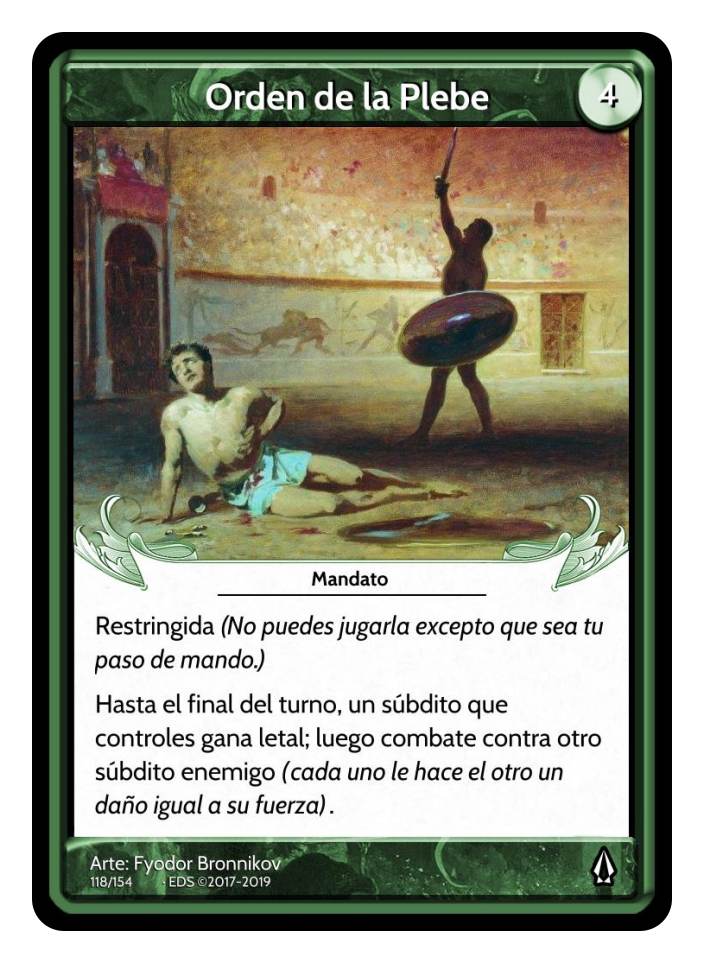 Orden de la Plebe
4
Mandato
Restringida (No puedes jugarla excepto que sea tu
paso de mando.)
Hasta el final del turno, un súbdito que
controles gana letal; luego combate contra otro
súbdito enemigo (cada uno le hace el otro un
daño igual a su fuerza).
Arte: Fyodor Bronnikov
118/154 · EDS ©2017-2019